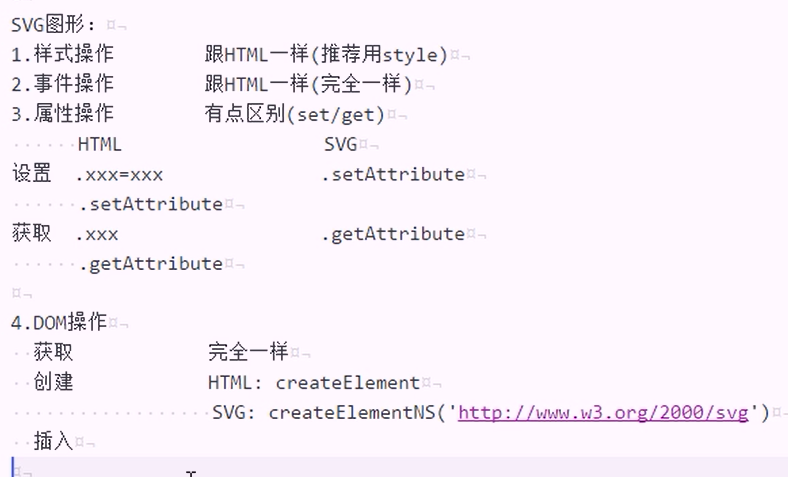 SVG图形：
1.样式操作 跟HTML一样(推荐用style)
2.事件操作 跟HTML一样(完全一样)
3.属性操作 有点区别(set/get)
HTML SVG
设置 .xxx=xxx .setAttribute
.setAttribute
获取 .xxx .getAttribute
.getAttribute
4.DOM操作
获取 完全一样
创建 HTML: createElement
SVG: createElementNS('http://www.w3.org/2000/svg')
插入